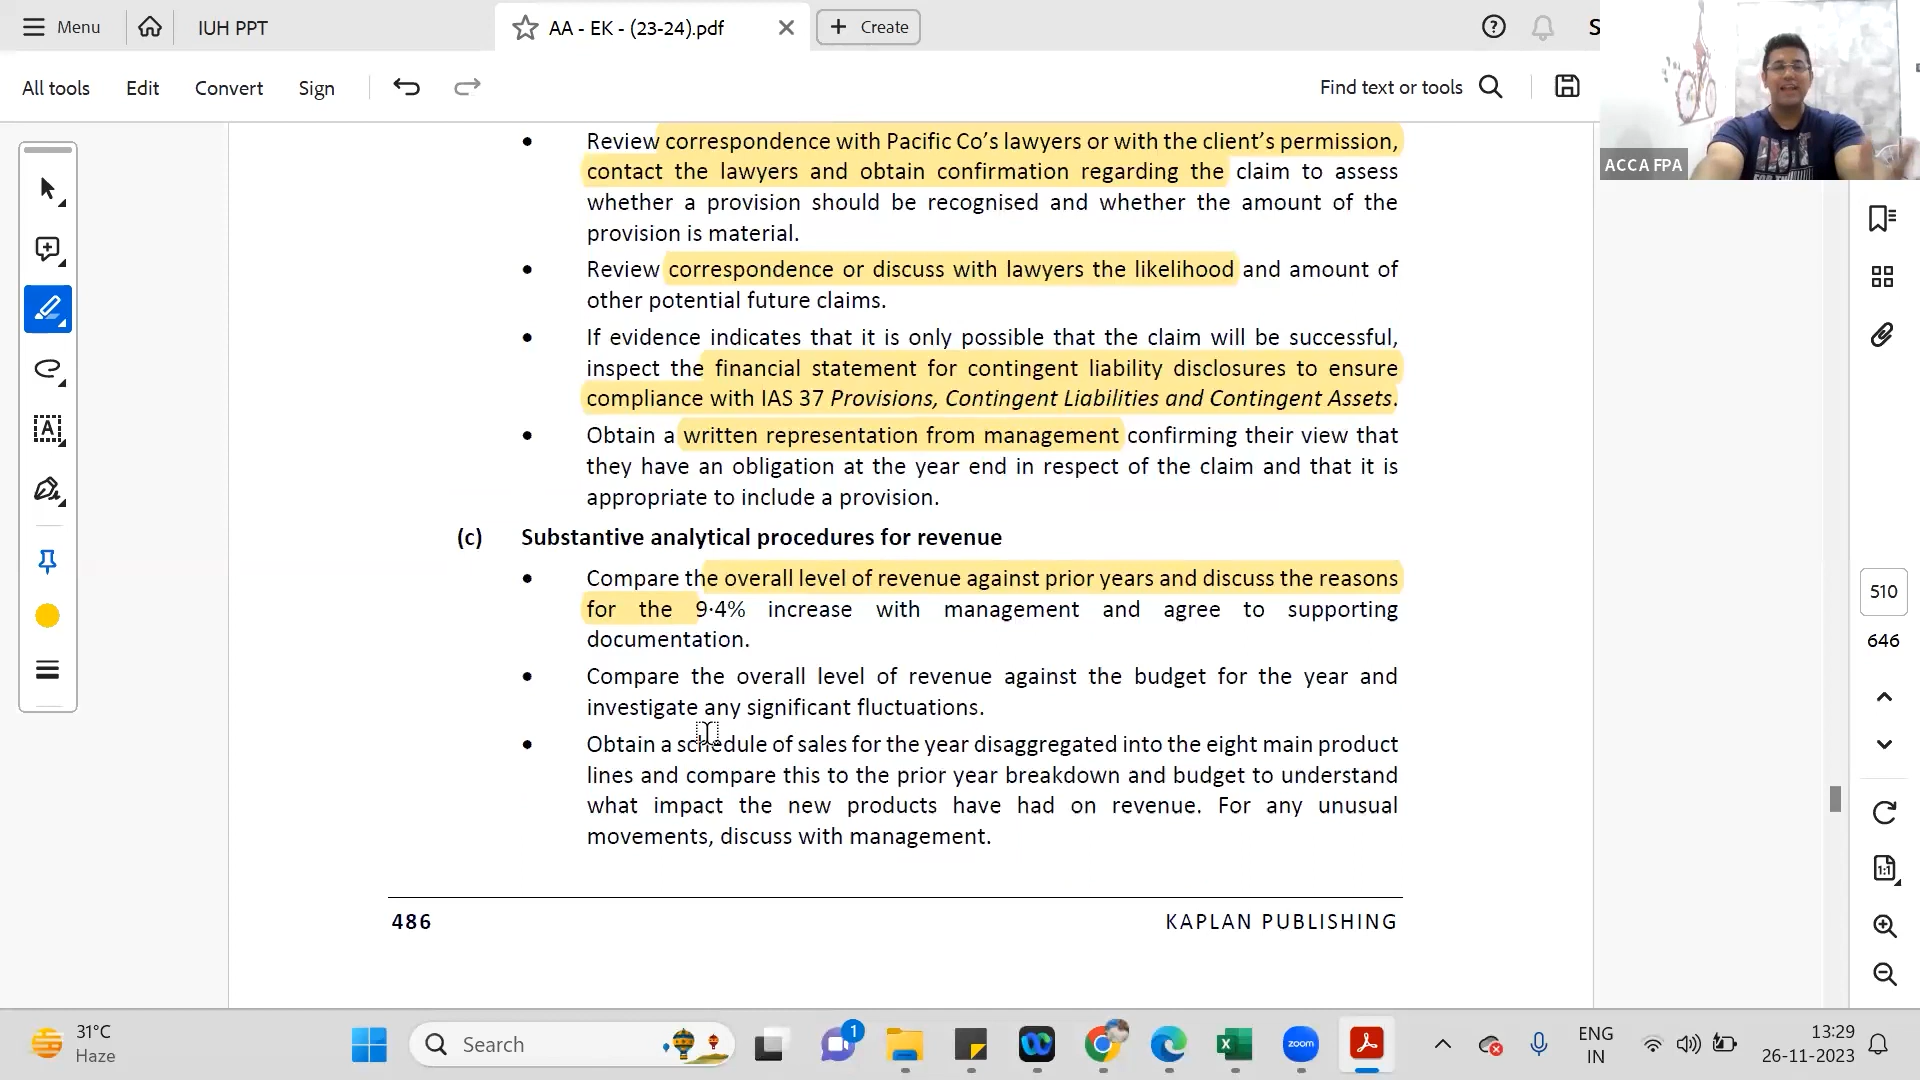 Menu
IUH PPT
AA - EK - (23-24).pdf
Create
S
All tools
Edit
Convert
Sign
Find text or tools
ACCA FPA
• Review correspondence with Pacific Co’s lawyers or with the client’s permission,
contact the lawyers and obtain confirmation regarding the claim to assess
whether a provision should be recognised and whether the amount of the
provision is material.
• Review correspondence or discuss with lawyers the likelihood and amount of
other potential future claims.
• If evidence indicates that it is only possible that the claim will be successful,
inspect the financial statement for contingent liability disclosures to ensure
compliance with IAS 37 Provisions, Contingent Liabilities and Contingent Assets.
• Obtain a written representation from management confirming their view that
they have an obligation at the year end in respect of the claim and that it is
appropriate to include a provision.
(c) Substantive analytical procedures for revenue
• Compare the overall level of revenue against prior years and discuss the reasons
for the 9·4% increase with management and agree to supporting
documentation.
• Compare the overall level of revenue against the budget for the year and
investigate any significant fluctuations.
• Obtain a schedule of sales for the year disaggregated into the eight main product
lines and compare this to the prior year breakdown and budget to understand
what impact the new products have had on revenue. For any unusual
movements, discuss with management.
486
KAPLAN PUBLISHING
510
646
1:1
31°C
Haze
Search
1
zoom
ENG
IN
13:29
26-11-2023